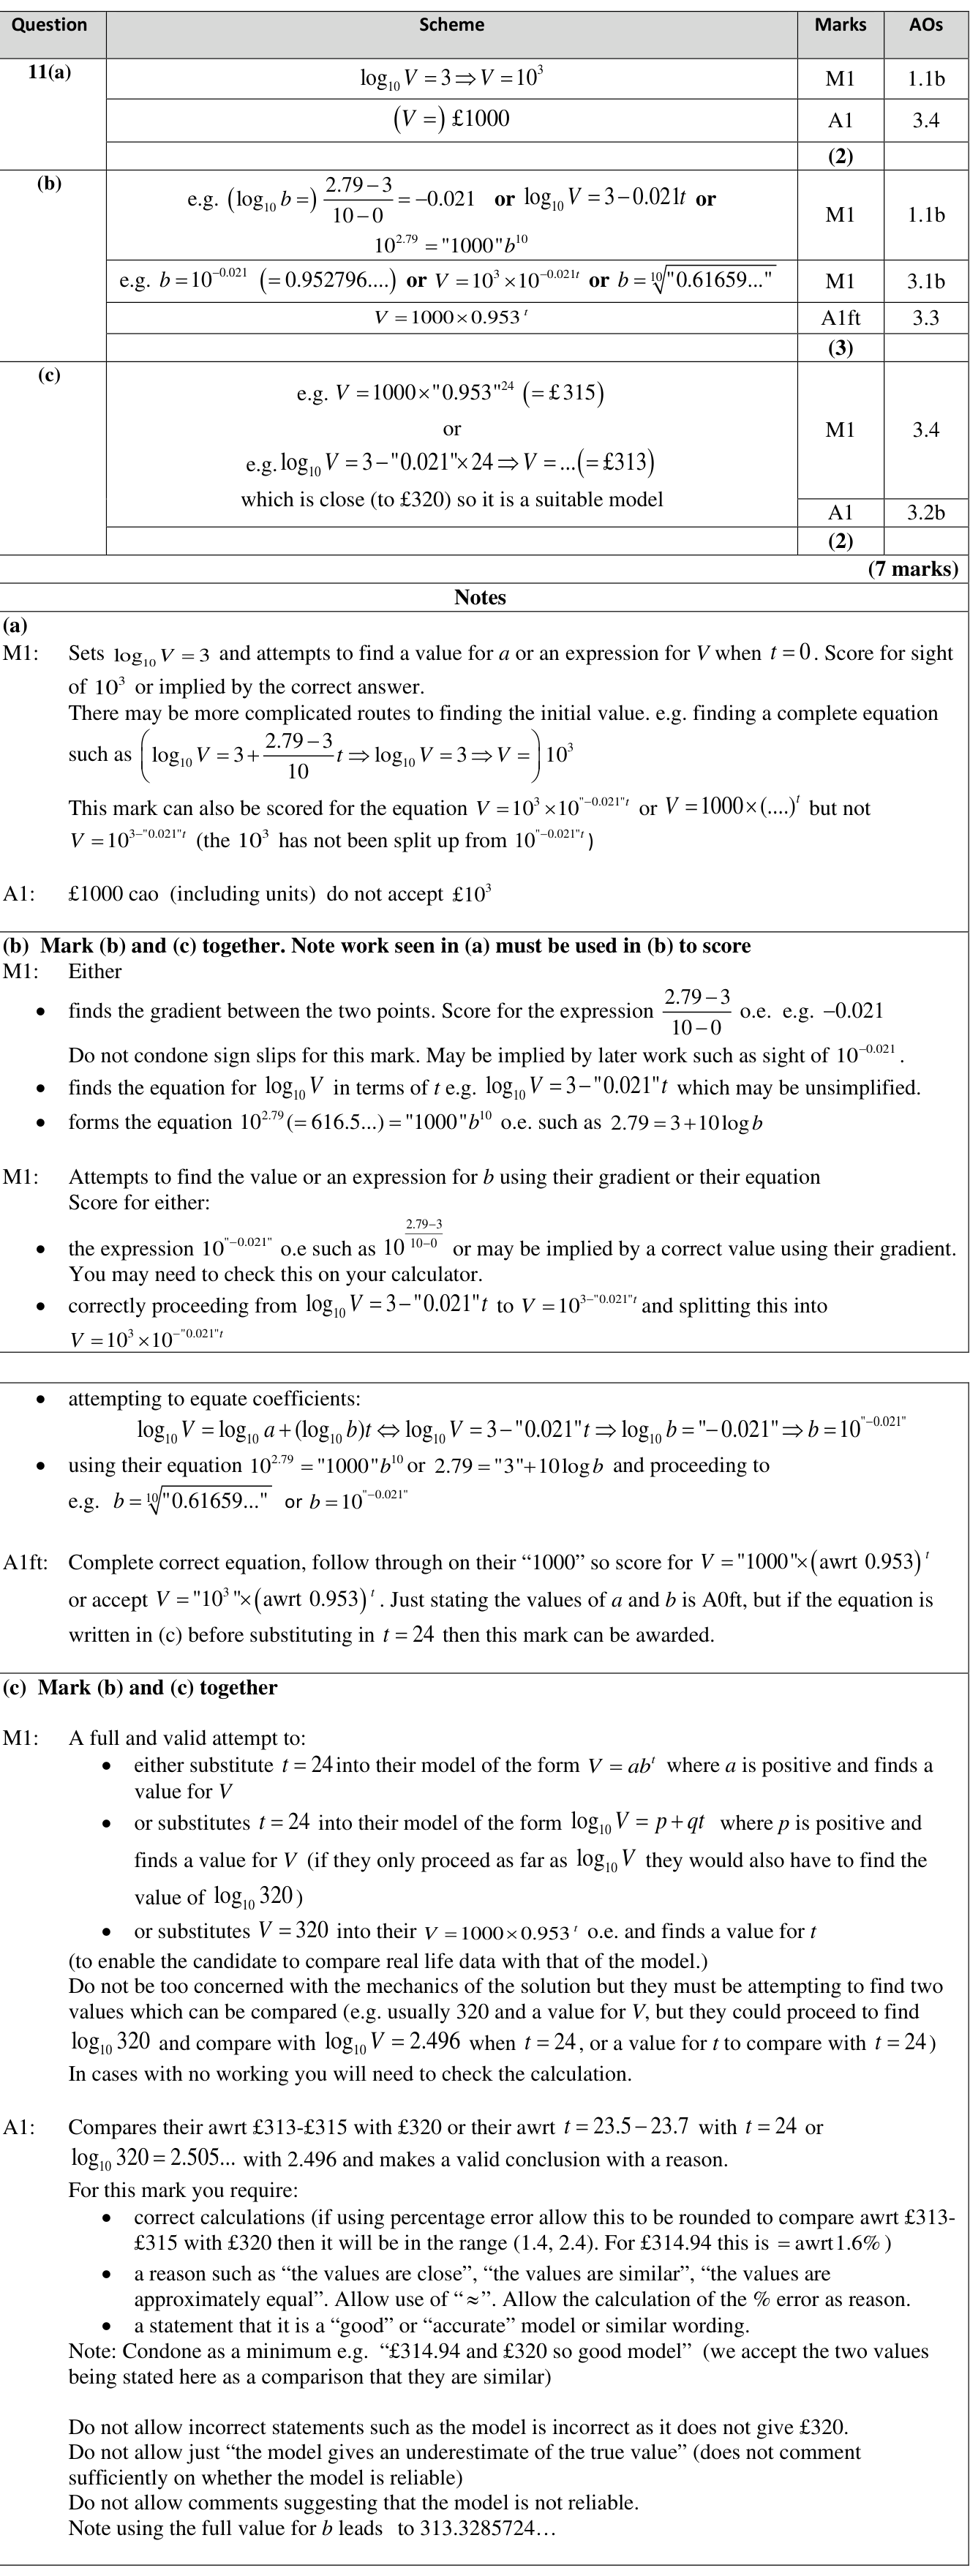 Question Scheme Marks AOs
11(a) log₁₀ V = 3 ⇒ V = 10³ M1 1.1b
(V =) £1000 A1 3.4
(2)
(b) e.g. (log₁₀ b =) (2.79 − 3)/(10 − 0) = −0.021 or log₁₀ V = 3 − 0.021t or
10^2.79 = "1000"b^10 M1 1.1b
e.g. b = 10^−0.021 (= 0.952796....) or V = 10³ × 10^−0.021t or b = ¹⁰√"0.61659..." M1 3.1b
V = 1000 × 0.953^t A1ft 3.3
(3)
(c) e.g. V = 1000 × "0.953"^24 (= £315)
or
e.g. log₁₀ V = 3 − "0.021" × 24 ⇒ V = ...(= £313) M1 3.4
which is close (to £320) so it is a suitable model
A1 3.2b
(2)
(7 marks)
Notes
(a)
M1: Sets log₁₀ V = 3 and attempts to find a value for a or an expression for V when t = 0. Score for sight
of 10³ or implied by the correct answer.
There may be more complicated routes to finding the initial value. e.g. finding a complete equation
such as (log₁₀ V = 3 + (2.79 − 3)/10 t ⇒ log₁₀ V = 3 ⇒ V =) 10³
This mark can also be scored for the equation V = 10³ × 10^"−0.021"t or V = 1000 × (....)^t but not
V = 10^3−"0.021"t (the 10³ has not been split up from 10^"−0.021"t)
A1: £1000 cao (including units) do not accept £10³
(b) Mark (b) and (c) together. Note work seen in (a) must be used in (b) to score
M1: Either
• finds the gradient between the two points. Score for the expression (2.79 − 3)/(10 − 0) o.e. e.g. −0.021
Do not condone sign slips for this mark. May be implied by later work such as sight of 10^−0.021.
• finds the equation for log₁₀ V in terms of t e.g. log₁₀ V = 3 − "0.021"t which may be unsimplified.
• forms the equation 10^2.79 (= 616.5...) = "1000"b^10 o.e. such as 2.79 = 3 + 10 log b
M1: Attempts to find the value or an expression for b using their gradient or their equation
Score for either:
• the expression 10^"−0.021" o.e such as 10^((2.79−3)/(10−0)) or may be implied by a correct value using their gradient.
You may need to check this on your calculator.
• correctly proceeding from log₁₀ V = 3 − "0.021"t to V = 10^3−"0.021"t and splitting this into
V = 10³ × 10^−"0.021"t
• attempting to equate coefficients:
log₁₀ V = log₁₀ a + (log₁₀ b)t ⇔ log₁₀ V = 3 − "0.021"t ⇒ log₁₀ b = "− 0.021" ⇒ b = 10^"−0.021"
• using their equation 10^2.79 = "1000"b^10 or 2.79 = "3" + 10 log b and proceeding to
e.g. b = ¹⁰√"0.61659..." or b = 10^"−0.021"
A1ft: Complete correct equation, follow through on their “1000” so score for V = "1000" × (awrt 0.953)^t
or accept V = "10³" × (awrt 0.953)^t. Just stating the values of a and b is A0ft, but if the equation is
written in (c) before substituting in t = 24 then this mark can be awarded.
(c) Mark (b) and (c) together
M1: A full and valid attempt to:
• either substitute t = 24 into their model of the form V = ab^t where a is positive and finds a
value for V
• or substitutes t = 24 into their model of the form log₁₀ V = p + qt where p is positive and
finds a value for V (if they only proceed as far as log₁₀ V they would also have to find the
value of log₁₀ 320)
• or substitutes V = 320 into their V = 1000 × 0.953^t o.e. and finds a value for t
(to enable the candidate to compare real life data with that of the model.)
Do not be too concerned with the mechanics of the solution but they must be attempting to find two
values which can be compared (e.g. usually 320 and a value for V, but they could proceed to find
log₁₀ 320 and compare with log₁₀ V = 2.496 when t = 24, or a value for t to compare with t = 24)
In cases with no working you will need to check the calculation.
A1: Compares their awrt £313-£315 with £320 or their awrt t = 23.5 − 23.7 with t = 24 or
log₁₀ 320 = 2.505... with 2.496 and makes a valid conclusion with a reason.
For this mark you require:
• correct calculations (if using percentage error allow this to be rounded to compare awrt £313-
£315 with £320 then it will be in the range (1.4, 2.4). For £314.94 this is = awrt 1.6%)
• a reason such as “the values are close”, “the values are similar”, “the values are
approximately equal”. Allow use of “≈”. Allow the calculation of the % error as reason.
• a statement that it is a “good” or “accurate” model or similar wording.
Note: Condone as a minimum e.g. “£314.94 and £320 so good model” (we accept the two values
being stated here as a comparison that they are similar)
Do not allow incorrect statements such as the model is incorrect as it does not give £320.
Do not allow just “the model gives an underestimate of the true value” (does not comment
sufficiently on whether the model is reliable)
Do not allow comments suggesting that the model is not reliable.
Note using the full value for b leads to 313.3285724…